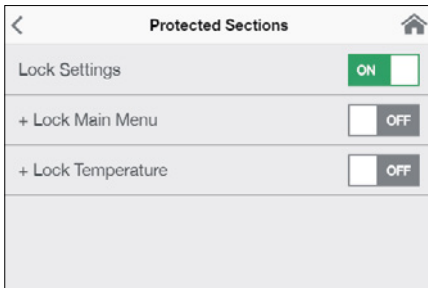 Protected Sections
Lock Settings ON
+ Lock Main Menu OFF
+ Lock Temperature OFF